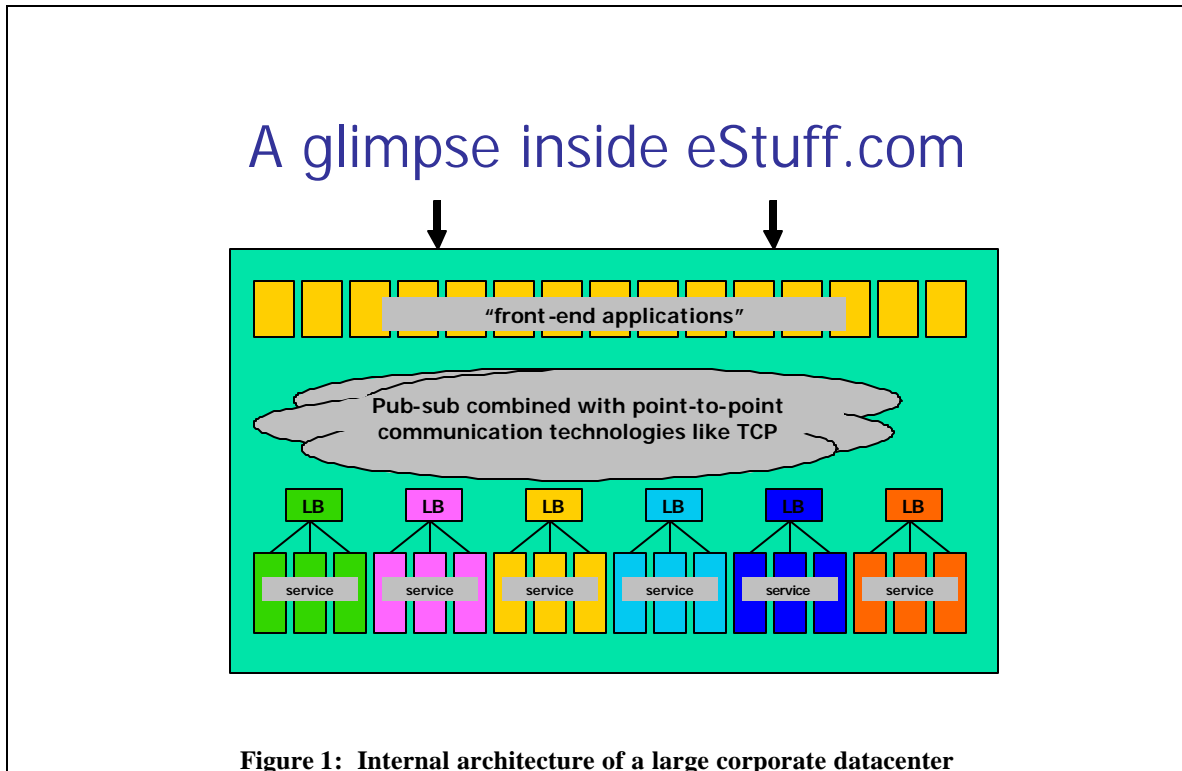 A glimpse inside eStuff.com
“front-end applications”
Pub-sub combined with point-to-point
communication technologies like TCP
LB LB LB LB LB LB
service service service service service service
Figure 1: Internal architecture of a large corporate datacenter